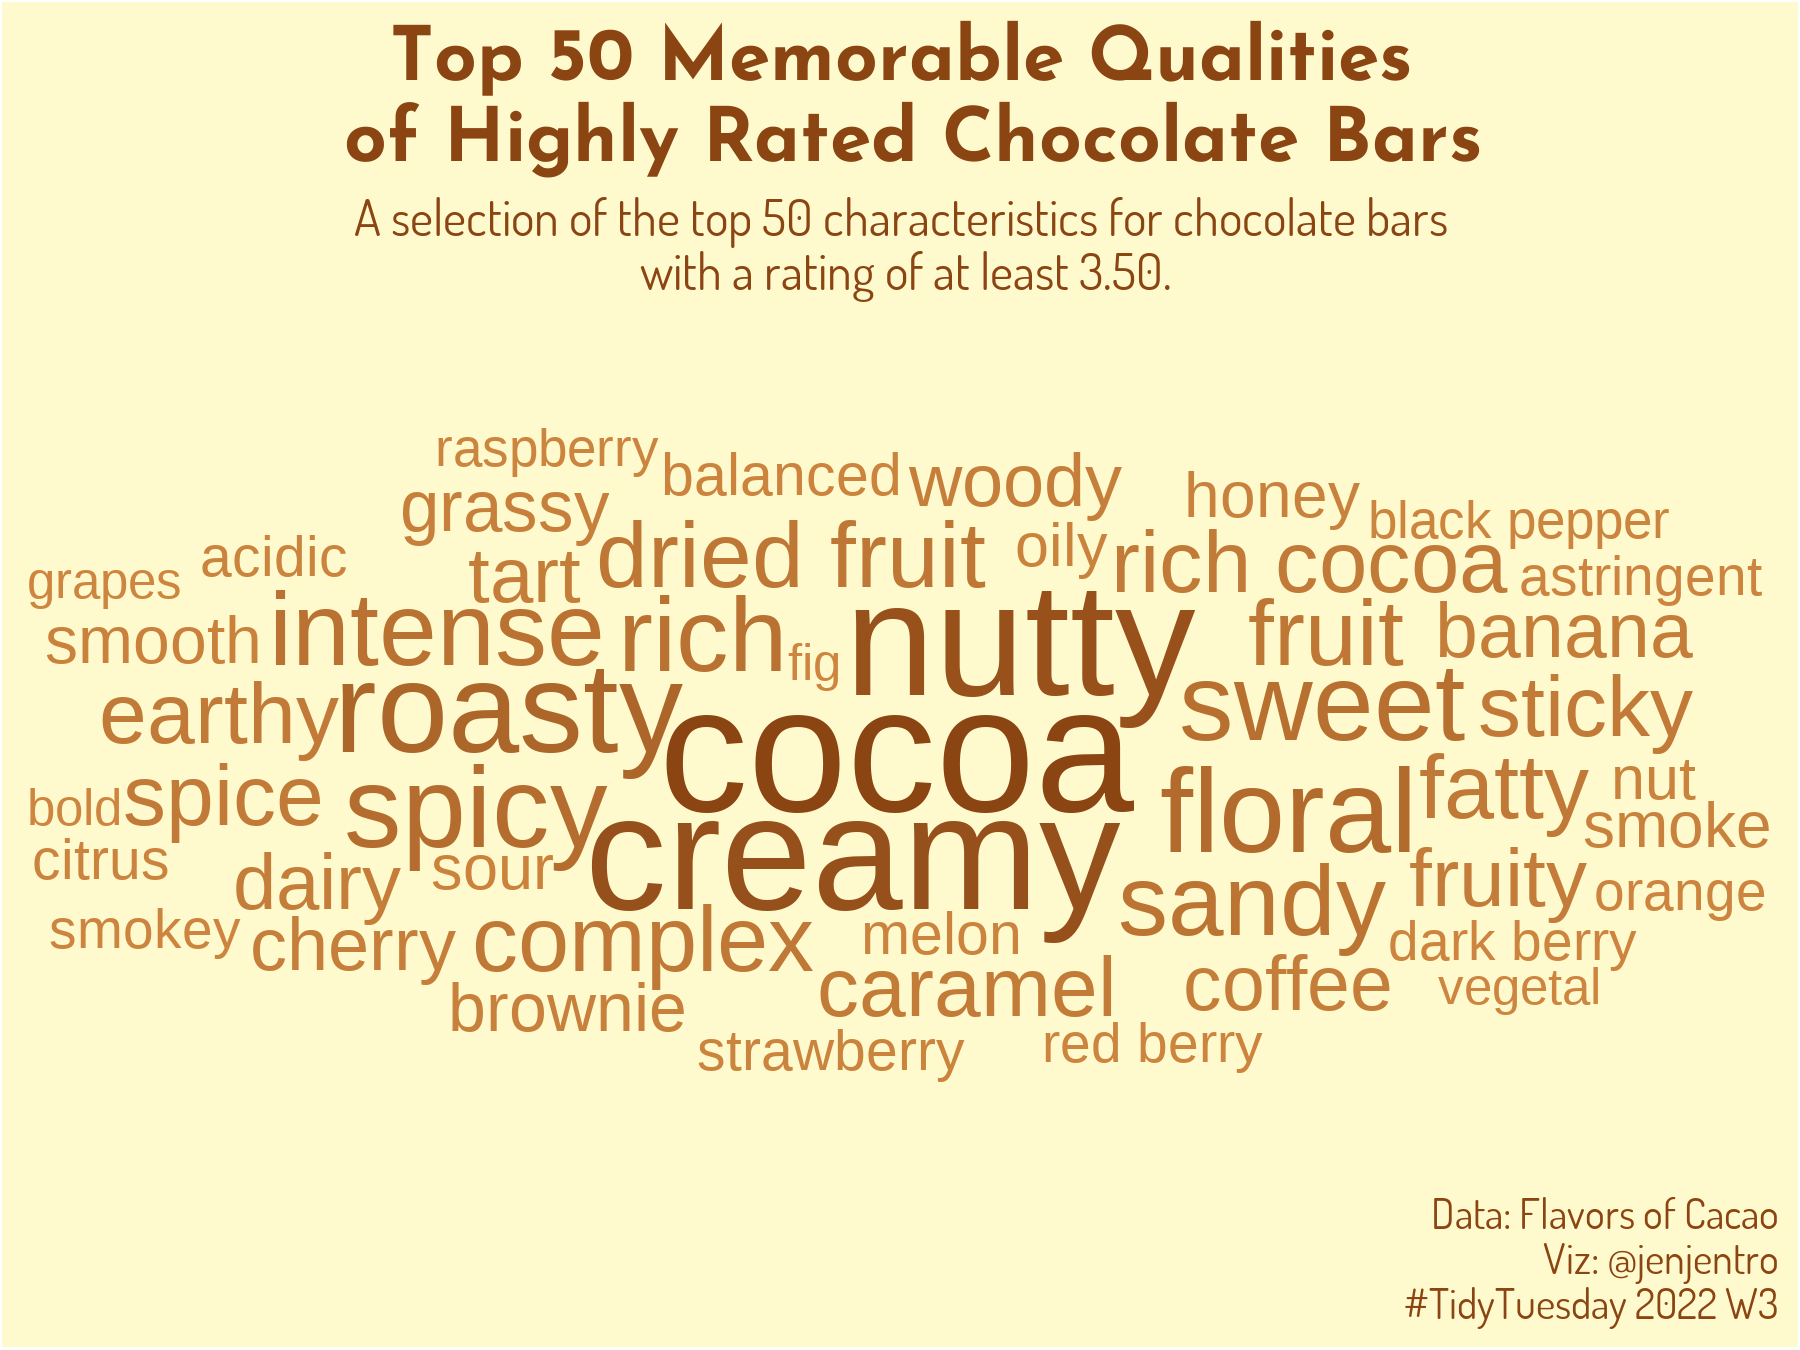 Top 50 Memorable Qualities
of Highly Rated Chocolate Bars
A selection of the top 50 characteristics for chocolate bars
with a rating of at least 3.50.
raspberry
balanced
woody
honey
grassy
black pepper
acidic
dried fruit
oily
rich cocoa
grapes
tart
astringent
smooth
intense
rich
fig
nutty
fruit
banana
earthy
roasty
cocoa
sweet
sticky
bold
spice
spicy
creamy
floral
fatty
nut
smoke
citrus
dairy
sour
sandy
fruity
orange
smokey
cherry
complex
melon
dark berry
brownie
caramel
coffee
vegetal
strawberry
red berry
Data: Flavors of Cacao
Viz: @jenjentro
#TidyTuesday 2022 W3